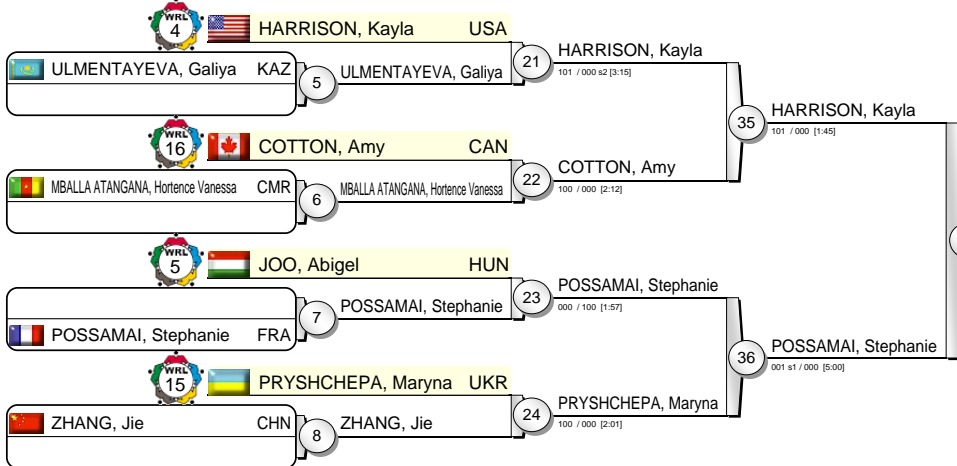 WRL
4
HARRISON, Kayla USA
ULMENTAYEVA, Galiya KAZ
5
ULMENTAYEVA, Galiya
21
HARRISON, Kayla
101 / 000 s2 [3:15]
WRL
16
COTTON, Amy CAN
MBALLA ATANGANA, Hortence Vanessa CMR
6
MBALLA ATANGANA, Hortence Vanessa
22
COTTON, Amy
100 / 000 [2:12]
35
HARRISON, Kayla
101 / 000 [1:45]
WRL
5
JOO, Abigel HUN
POSSAMAI, Stephanie FRA
7
POSSAMAI, Stephanie
23
POSSAMAI, Stephanie
000 / 100 [1:57]
WRL
15
PRYSHCHEPA, Maryna UKR
ZHANG, Jie CHN
8
ZHANG, Jie
24
PRYSHCHEPA, Maryna
100 / 000 [2:01]
36
POSSAMAI, Stephanie
001 s1 / 000 [5:00]